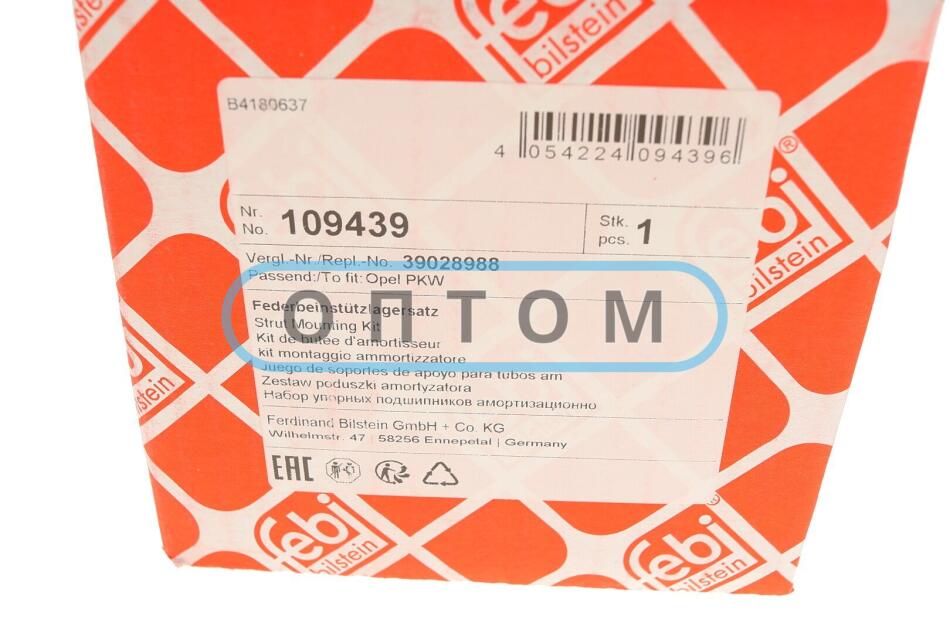 febi
bilstein
B4180637
4 054224 094396
Nr.
No. 109439
Stk.
pcs. 1
Vergl.-Nr./Repl.-No. 39028988
Passend:/To fit: Opel PKW
ОПТОМ
Federbeinstützlagersatz
Strut Mounting Kit
Kit de butée d'amortisseur
kit montaggio ammortizzatore
Juego de soportes de apoyo para tubos am
Zestaw poduszki amortyzatora
Набор упорных подшипников амортизационно
Ferdinand Bilstein GmbH + Co. KG
Wilhelmstr. 47 | 58256 Ennepetal | Germany
EAC
ebi
bilstein
®
bilstein
febi
bilstein
febi
bilstein
®